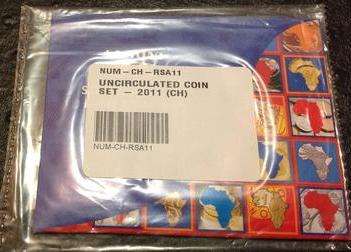 NUM-CH-RSA11
UNCIRCULATED COIN
SET - 2011 (CH)
NUM-CH-RSA11